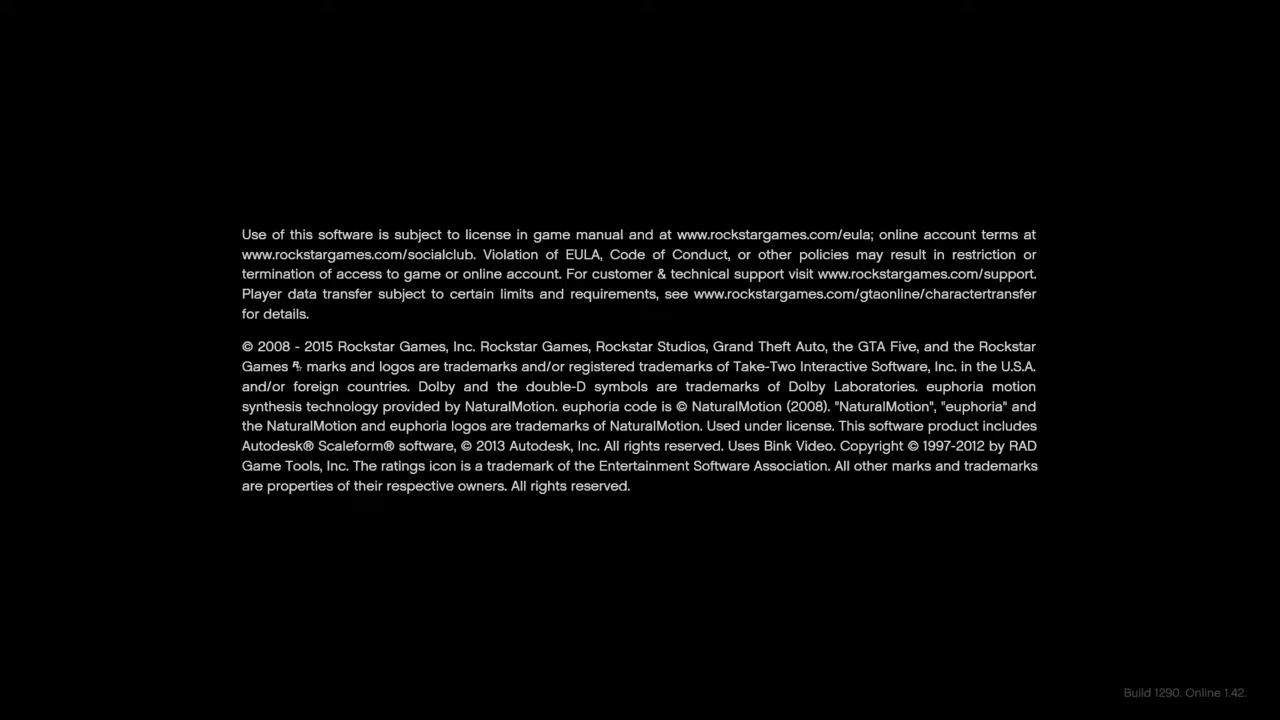 Use of this software is subject to license in game manual and at www.rockstargames.com/eula; online account terms at
www.rockstargames.com/socialclub. Violation of EULA, Code of Conduct, or other policies may result in restriction or
termination of access to game or online account. For customer & technical support visit www.rockstargames.com/support.
Player data transfer subject to certain limits and requirements, see www.rockstargames.com/gtaonline/charactertransfer
for details.
© 2008 - 2015 Rockstar Games, Inc. Rockstar Games, Rockstar Studios, Grand Theft Auto, the GTA Five, and the Rockstar
Games R* marks and logos are trademarks and/or registered trademarks of Take-Two Interactive Software, Inc. in the U.S.A.
and/or foreign countries. Dolby and the double-D symbols are trademarks of Dolby Laboratories. euphoria motion
synthesis technology provided by NaturalMotion. euphoria code is © NaturalMotion (2008). "NaturalMotion", "euphoria" and
the NaturalMotion and euphoria logos are trademarks of NaturalMotion. Used under license. This software product includes
Autodesk® Scaleform® software, © 2013 Autodesk, Inc. All rights reserved. Uses Bink Video. Copyright © 1997-2012 by RAD
Game Tools, Inc. The ratings icon is a trademark of the Entertainment Software Association. All other marks and trademarks
are properties of their respective owners. All rights reserved.
Build 1290. Online 1.42.